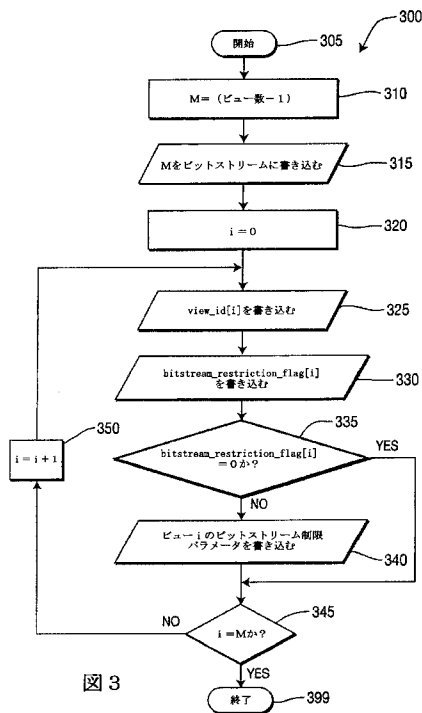 300
開始
305
M=(ビュー数-1)
310
Mをビットストリームに書き込む
315
i=0
320
view_id[i]を書き込む
325
bitstream_restriction_flag[i]
を書き込む
330
335
350
i=i+1
bitstream_restriction_flag[i]
=0か?
YES
NO
ビューiのビットストリーム制限
パラメータを書き込む
340
NO
345
i=Mか?
YES
図3
終了
399